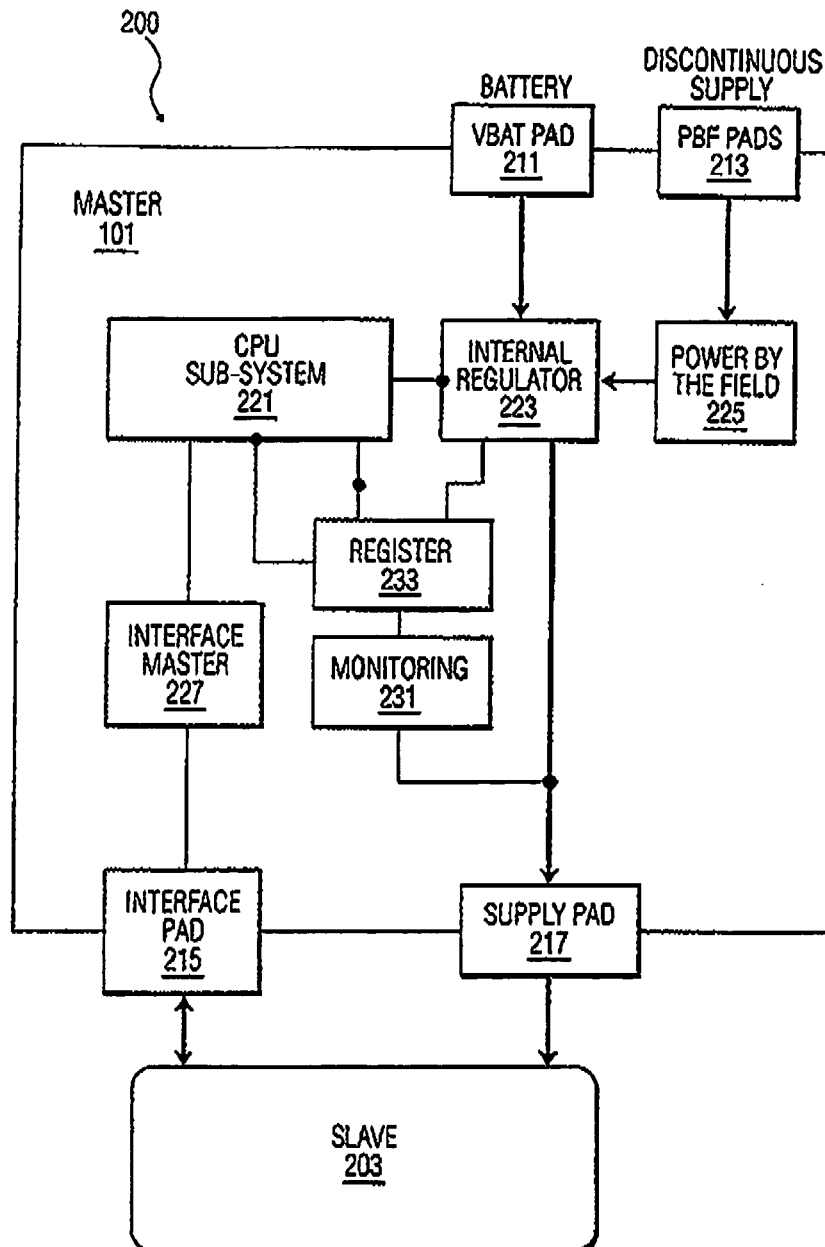 200
BATTERY
DISCONTINUOUS
SUPPLY
VBAT PAD
211
PBF PADS
213
MASTER
101
CPU
SUB-SYSTEM
221
INTERNAL
REGULATOR
223
POWER BY
THE FIELD
225
REGISTER
233
INTERFACE
MASTER
227
MONITORING
231
INTERFACE
PAD
215
SUPPLY PAD
217
SLAVE
203